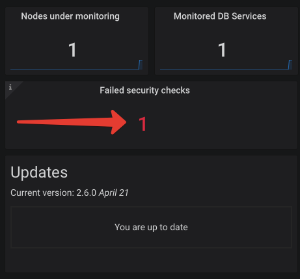 Nodes under monitoring
1
Monitored DB Services
1
i
Failed security checks
1
Updates
Current version: 2.6.0 April 21
You are up to date